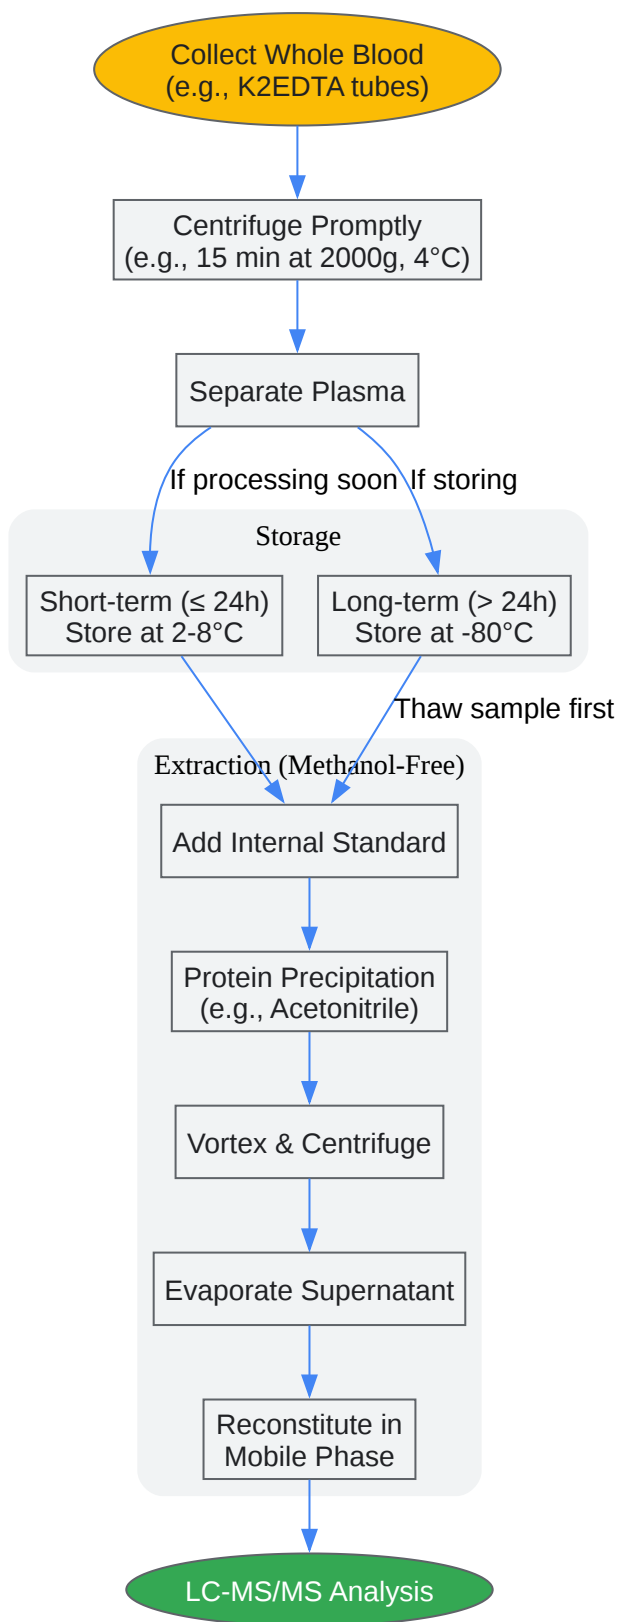 Collect Whole Blood
(e.g., K2EDTA tubes)
Centrifuge Promptly
(e.g., 15 min at 2000g, 4°C)
Separate Plasma
If processing soon
If storing
Storage
Short-term (≤ 24h)
Store at 2-8°C
Long-term (> 24h)
Store at -80°C
Thaw sample first
Extraction (Methanol-Free)
Add Internal Standard
Protein Precipitation
(e.g., Acetonitrile)
Vortex & Centrifuge
Evaporate Supernatant
Reconstitute in
Mobile Phase
LC-MS/MS Analysis